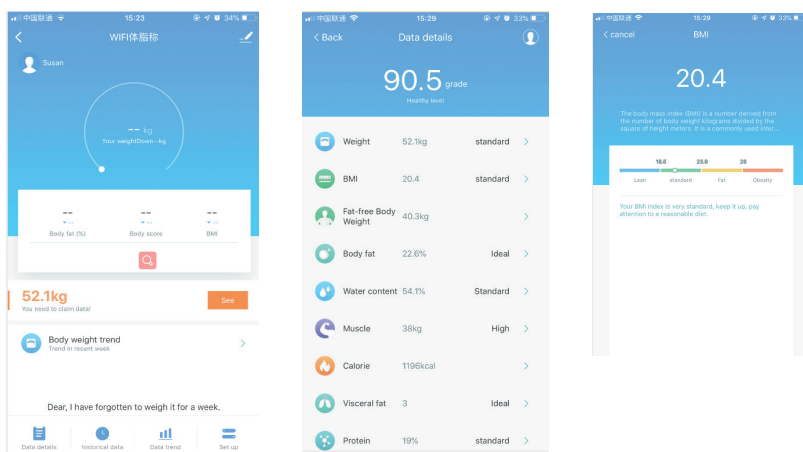 中国联通 15:23 34%
WIFI体脂称
Susan
-- kg
Your weightDown--kg
-- -- --
-- -- --
Body fat (%) Body score BMI
52.1kg
You need to claim data!
See
Body weight trend
Trend in recent week
Dear, I have forgotten to weigh it for a week.
Data details historical data Data trend Set up
中国联通 15:29 33%
< Back Data details
90.5 grade
Healthy level
Weight 52.1kg standard
BMI 20.4 standard
Fat-free Body
Weight 40.3kg
Body fat 22.6% Ideal
Water content 54.1% Standard
Muscle 38kg High
Calorie 1196kcal
Visceral fat 3 Ideal
Protein 19% standard
中国联通 15:29 33%
< cancel BMI
20.4
The body mass index (BMI) is a number derived from
the number of body weight kilograms divided by the
square of height meters. It is a commonly used inter...
18.5 23.9 28
Lean standard Fat Obesity
Your BMI index is very standard, keep it up, pay
attention to a reasonable diet.